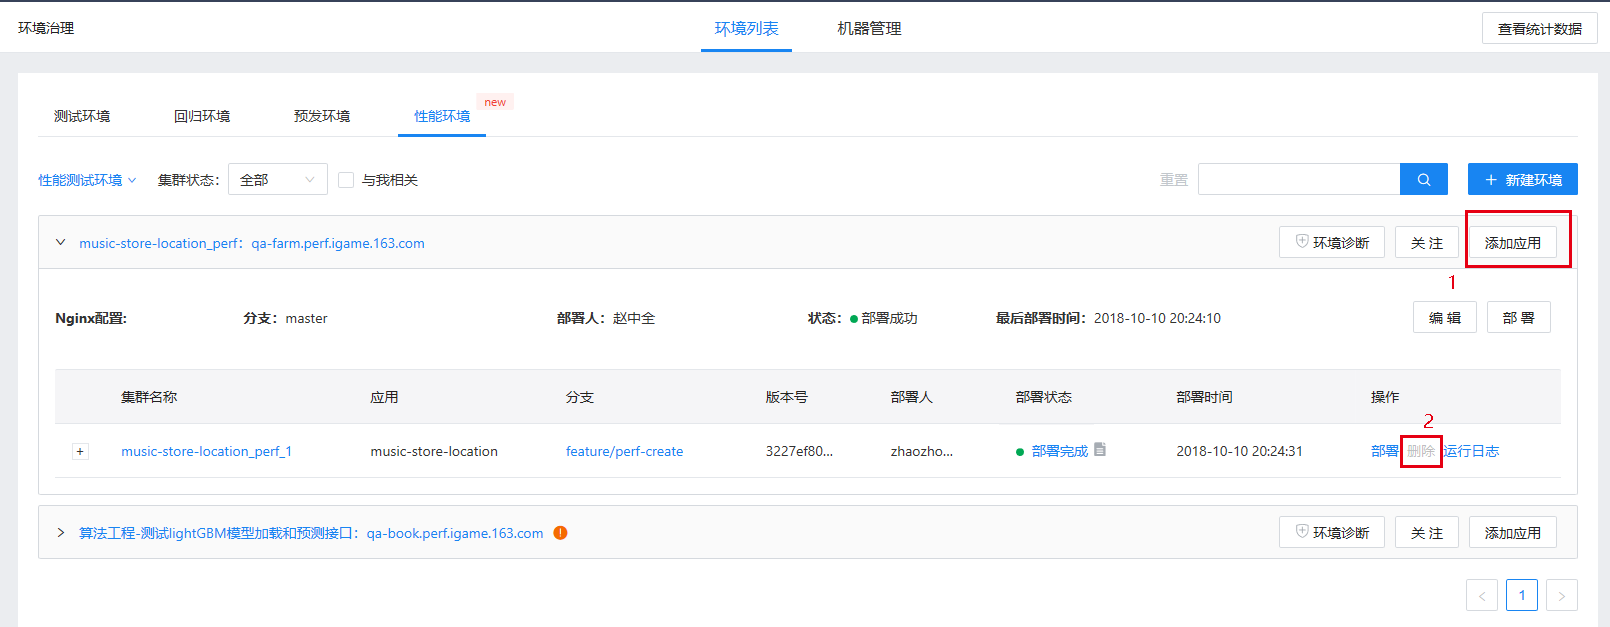 环境治理 环境列表 机器管理 查看统计数据
new
测试环境 回归环境 预发环境 性能环境
性能测试环境 集群状态： 全部 与我相关 重置 + 新建环境
music-store-location_perf：qa-farm.perf.igame.163.com 环境诊断 关 注 添加应用
1
Nginx配置: 分支：master 部署人：赵中全 状态： 部署成功 最后部署时间：2018-10-10 20:24:10 编 辑 部 署
集群名称 应用 分支 版本号 部署人 部署状态 部署时间 操作
2
+ music-store-location_perf_1 music-store-location feature/perf-create 3227ef80... zhaozho... 部署完成 2018-10-10 20:24:31 部署 删除 运行日志
算法工程-测试lightGBM模型加载和预测接口：qa-book.perf.igame.163.com 环境诊断 关 注 添加应用
< 1 >